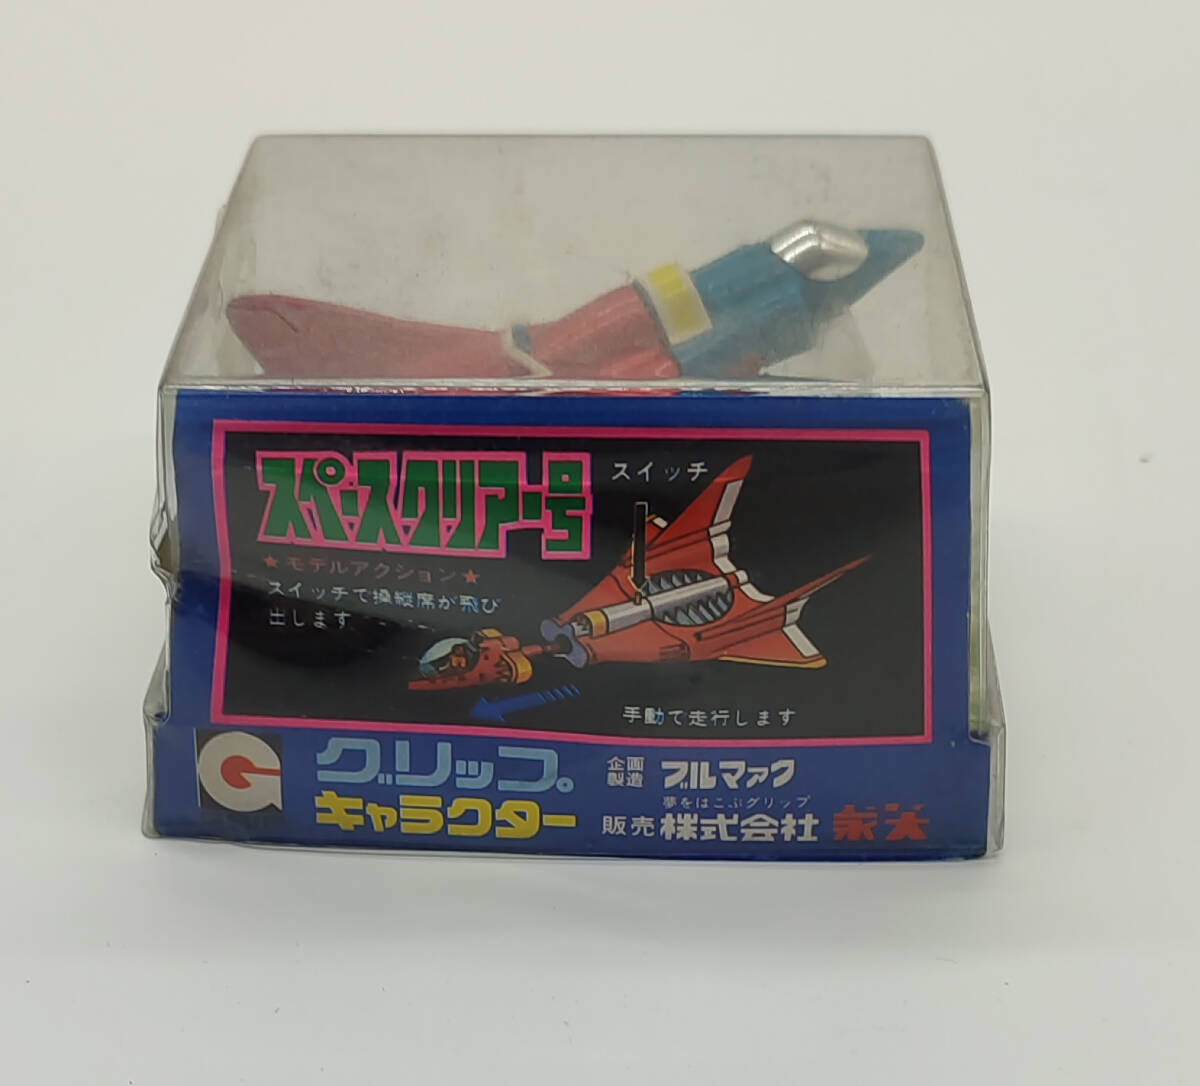 スペースクリアー号
スイッチ
★モデルアクション★
スイッチで操縦席が飛び
出します
手動で走行します
G
グリップ
キャラクター
企画
製造 ブルマァク
夢をはこぶグリップ
販売 株式会社 永大